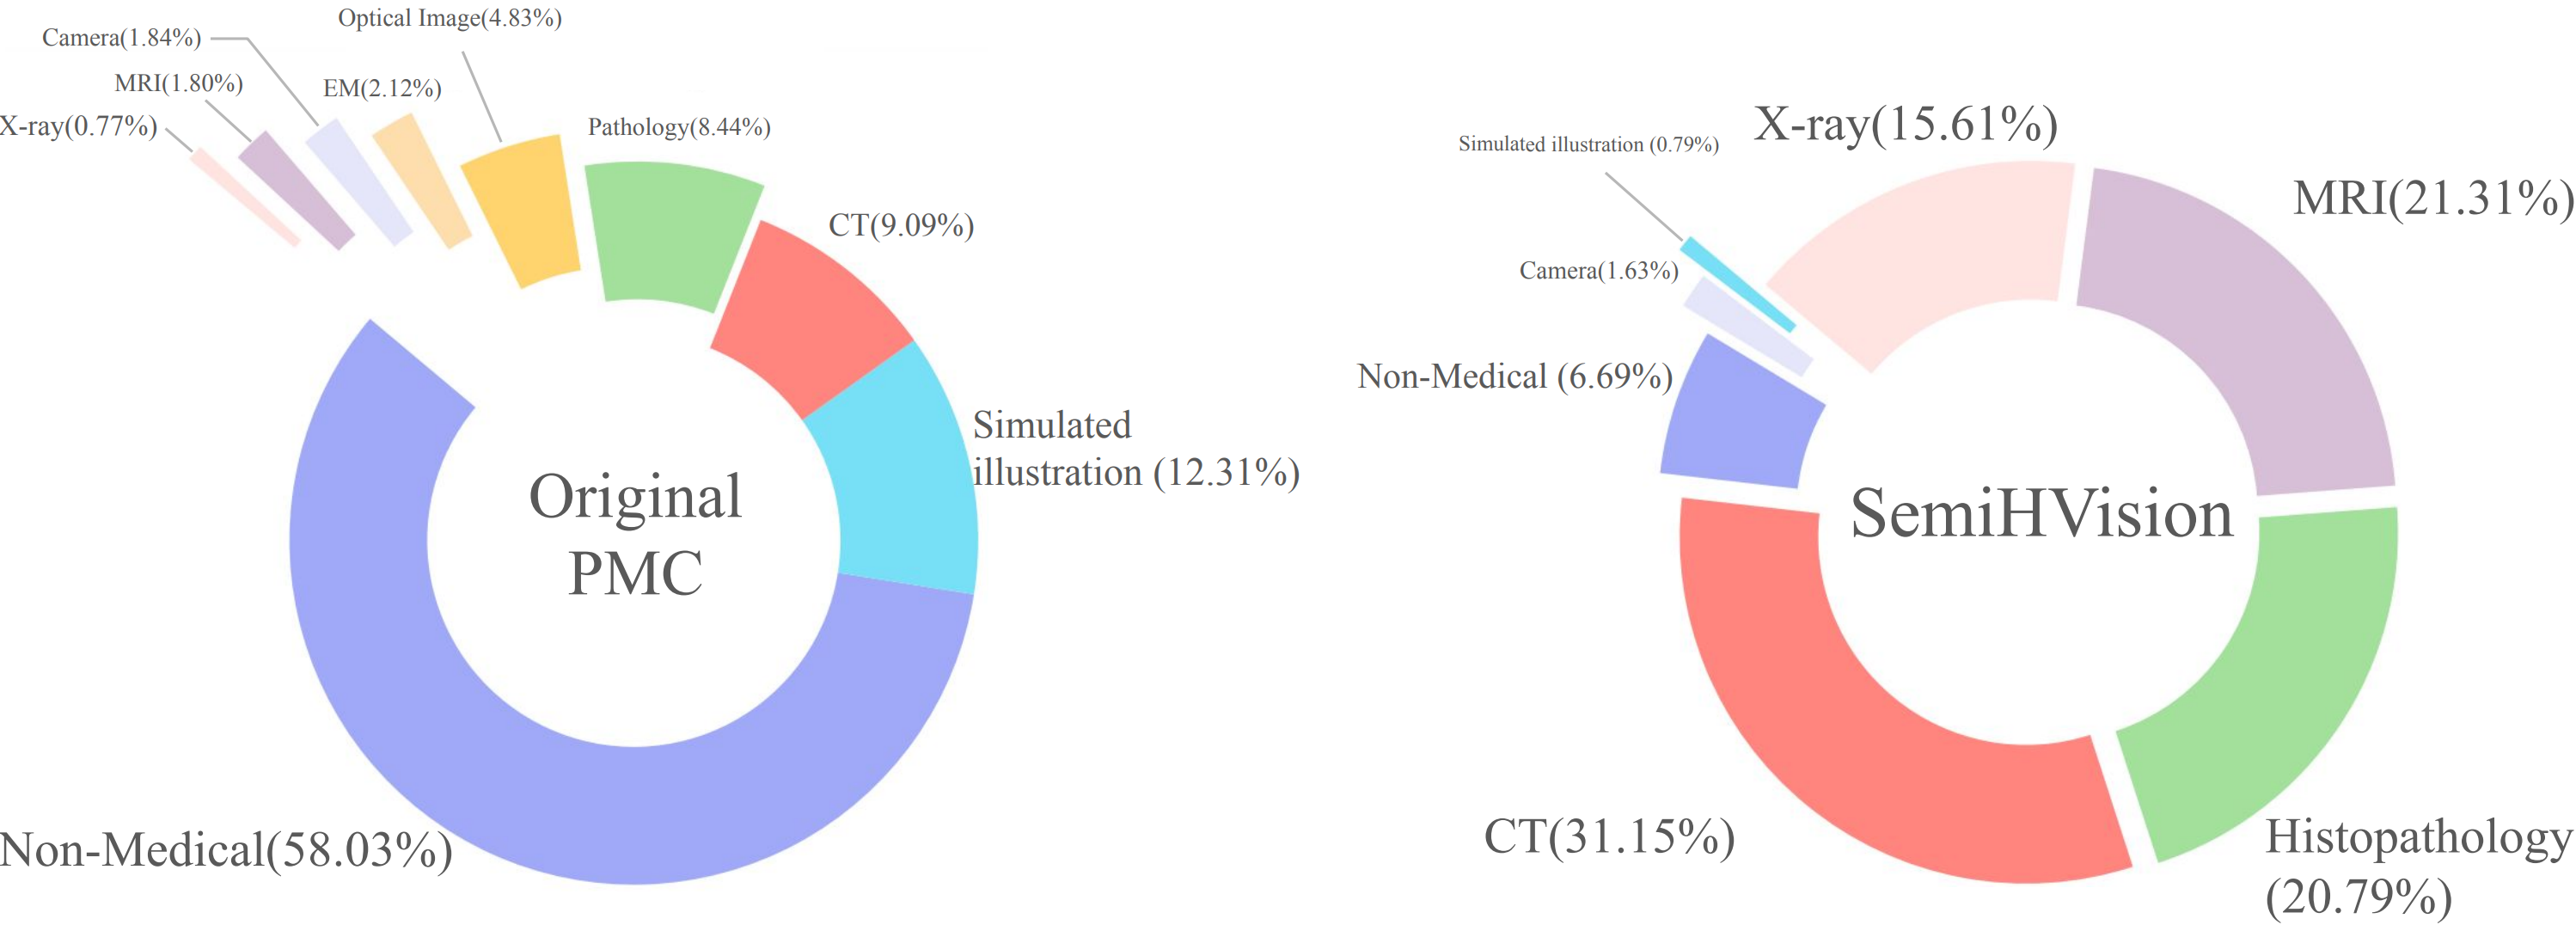 Optical Image(4.83%)
Camera(1.84%)
MRI(1.80%)
EM(2.12%)
X-ray(0.77%)
Pathology(8.44%)
CT(9.09%)
Simulated
illustration (12.31%)
Original
PMC
Non-Medical(58.03%)
X-ray(15.61%)
Simulated illustration (0.79%)
MRI(21.31%)
Camera(1.63%)
Non-Medical (6.69%)
SemiHVision
CT(31.15%)
Histopathology
(20.79%)